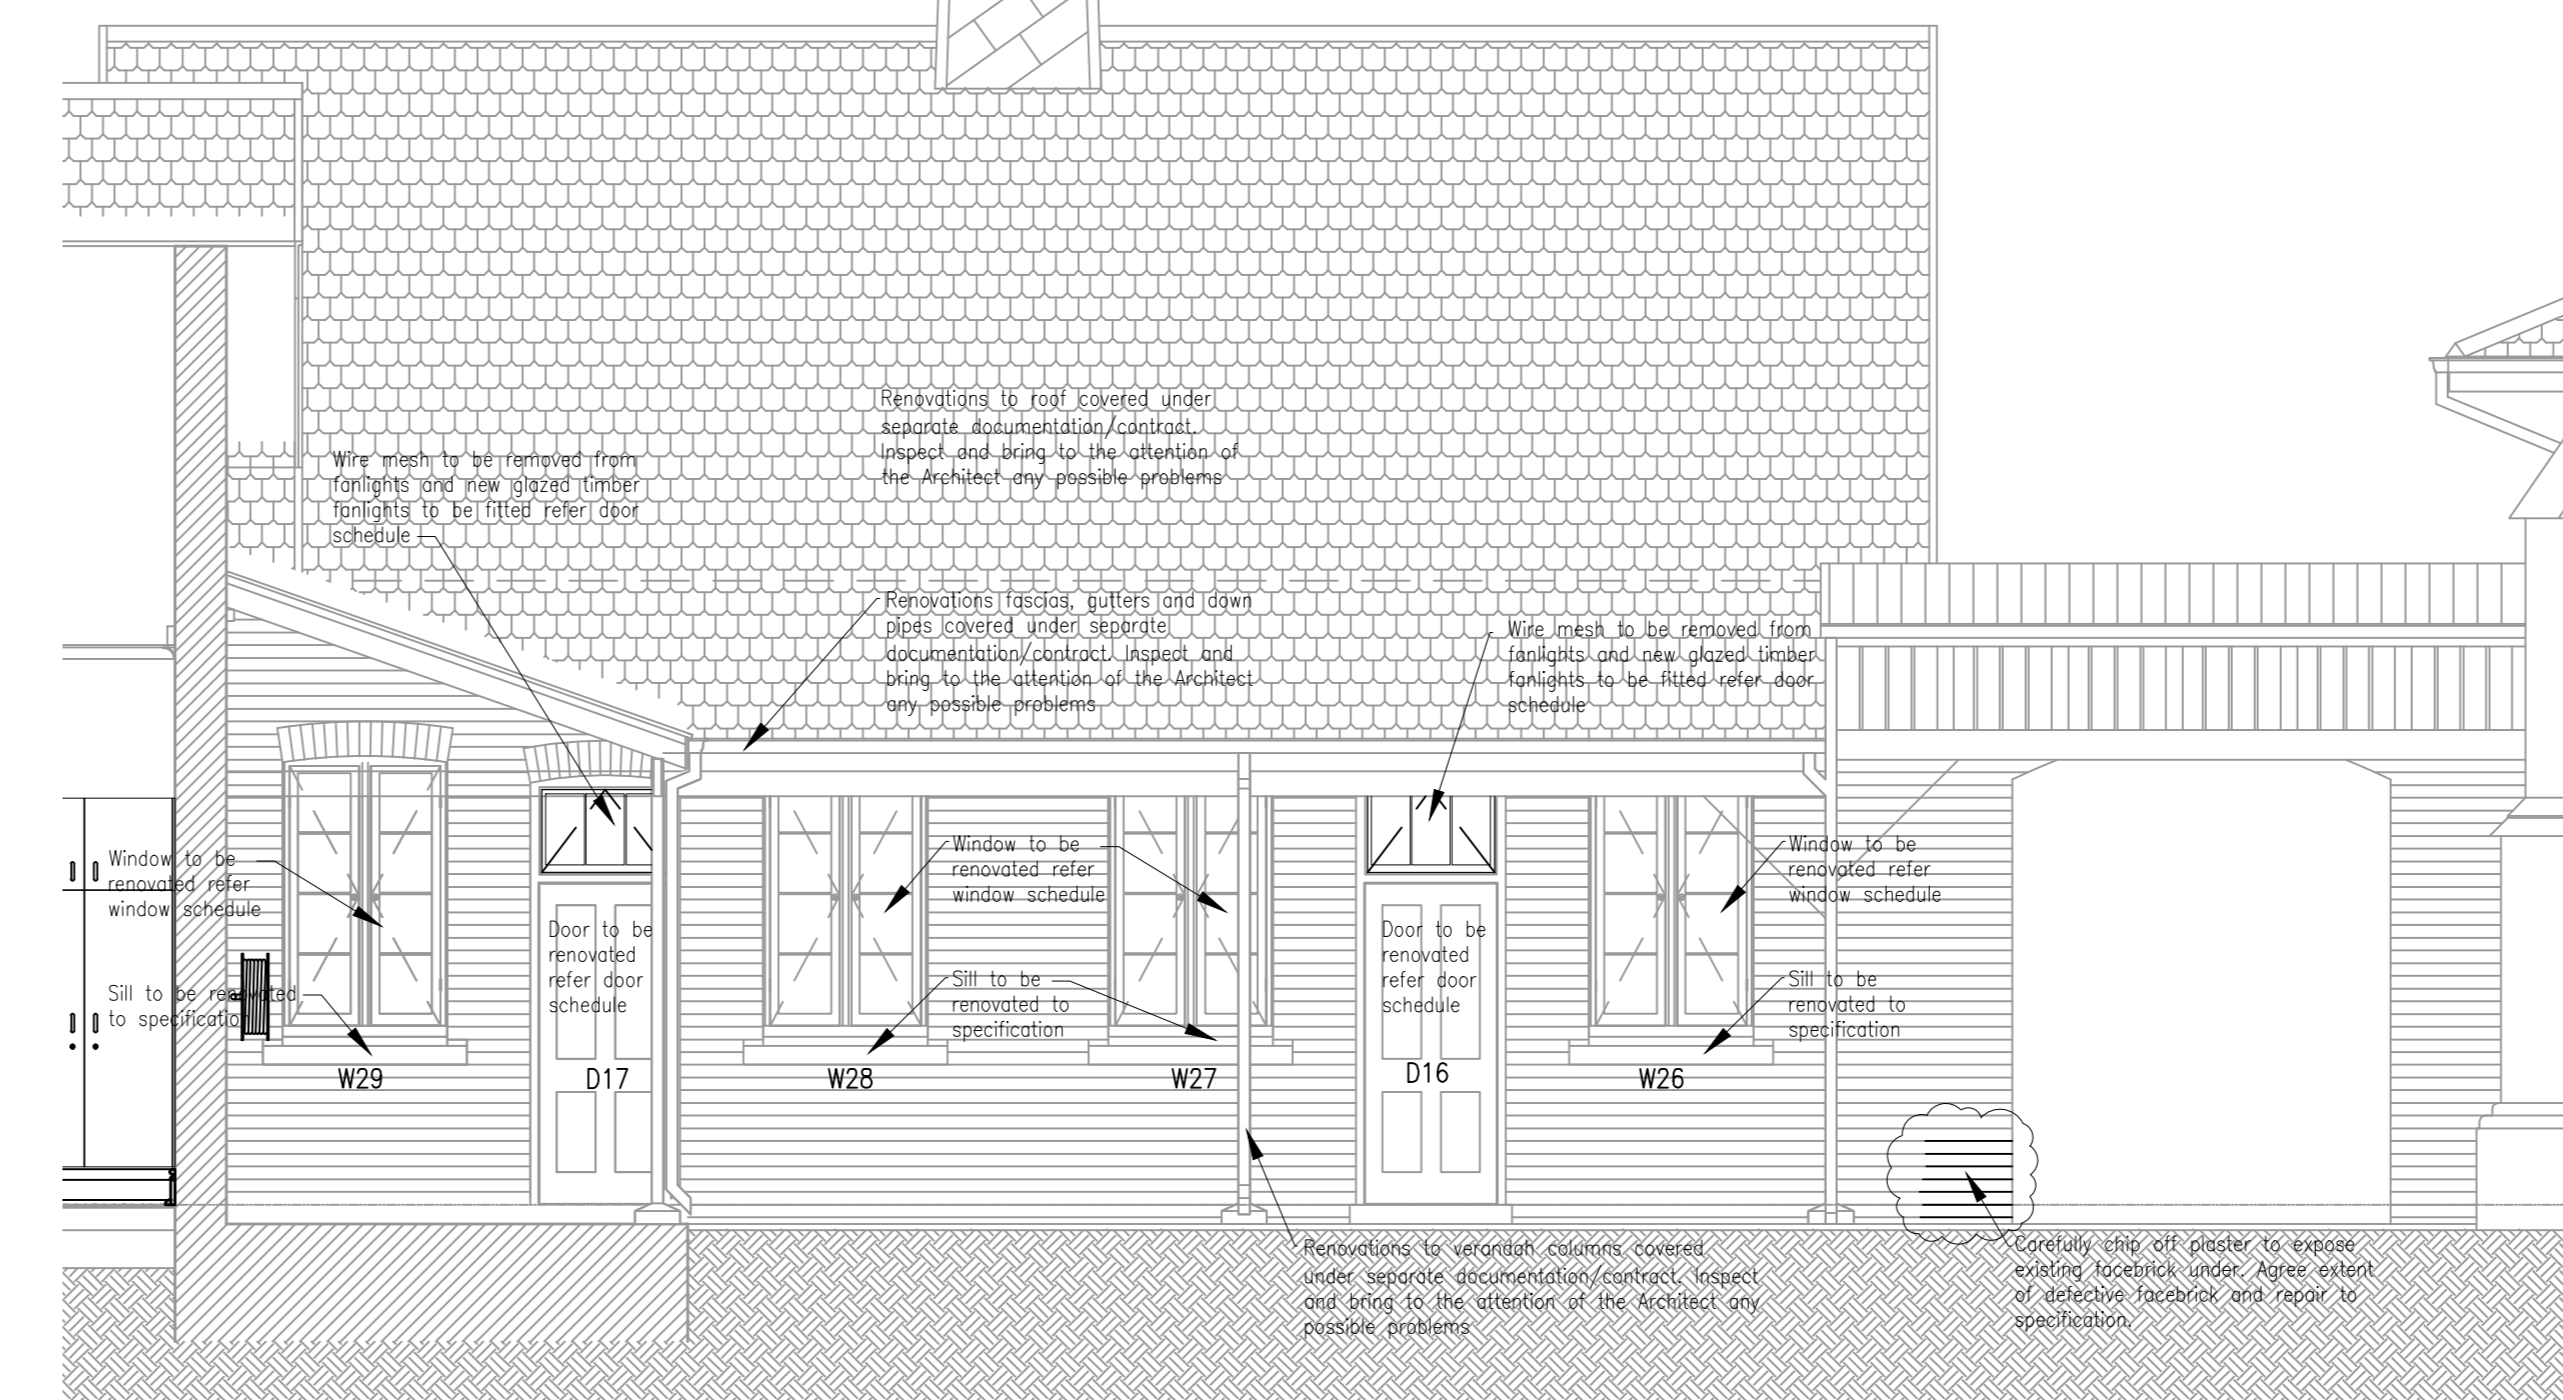 Renovations to roof covered under
separate documentation/contract.
Inspect and bring to the attention of
the Architect any possible problems
Wire mesh to be removed from
fanlights and new glazed timber
fanlights to be fitted refer door
schedule
Renovations fascias, gutters and down
pipes covered under separate
documentation/contract. Inspect and
bring to the attention of the Architect
any possible problems
Wire mesh to be removed from
fanlights and new glazed timber
fanlights to be fitted refer door
schedule
Window to be
renovated refer
window schedule
Sill to be renovated
to specification
Door to be
renovated
refer door
schedule
Window to be
renovated refer
window schedule
Sill to be
renovated to
specification
Door to be
renovated
refer door
schedule
Window to be
renovated refer
window schedule
Sill to be
renovated to
specification
W29
D17
W28
W27
D16
W26
Renovations to verandah columns covered
under separate documentation/contract. Inspect
and bring to the attention of the Architect any
possible problems
Carefully chip off plaster to expose
existing facebrick under. Agree extent
of defective facebrick and repair to
specification.